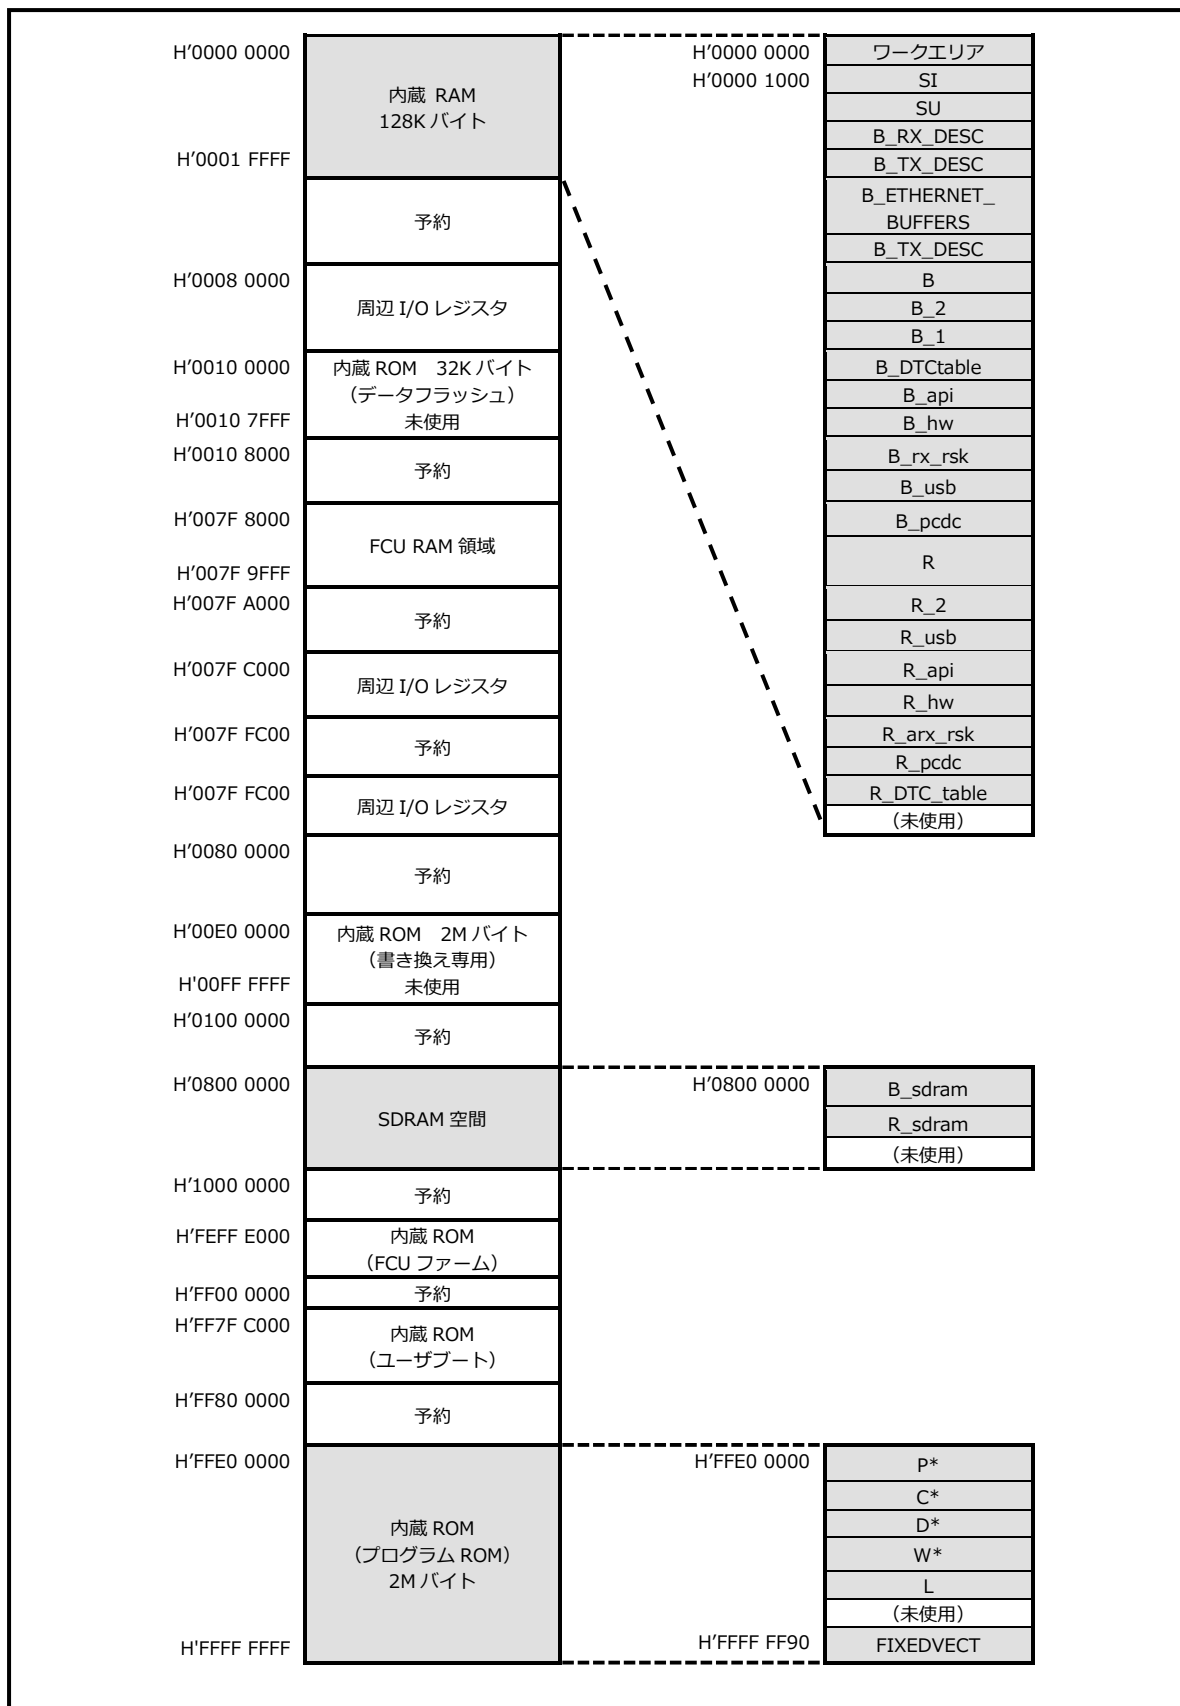 H'0000 0000
内蔵 RAM
128K バイト
H'0001 FFFF
予約
H'0008 0000
周辺 I/O レジスタ
H'0010 0000
内蔵 ROM　32K バイト
（データフラッシュ）
H'0010 7FFF
未使用
H'0010 8000
予約
H'007F 8000
FCU RAM 領域
H'007F 9FFF
H'007F A000
予約
H'007F C000
周辺 I/O レジスタ
H'007F FC00
予約
H'007F FC00
周辺 I/O レジスタ
H'0080 0000
予約
H'00E0 0000
内蔵 ROM　2M バイト
（書き換え専用）
H'00FF FFFF
未使用
H'0100 0000
予約
H'0800 0000
SDRAM 空間
H'1000 0000
予約
H'FEFF E000
内蔵 ROM
（FCU ファーム）
H'FF00 0000
予約
H'FF7F C000
内蔵 ROM
（ユーザブート）
H'FF80 0000
予約
H'FFE0 0000
内蔵 ROM
（プログラム ROM）
2M バイト
H'FFFF FFFF
H'0000 0000
ワークエリア
H'0000 1000
SI
SU
B_RX_DESC
B_TX_DESC
B_ETHERNET_
BUFFERS
B_TX_DESC
B
B_2
B_1
B_DTCtable
B_api
B_hw
B_rx_rsk
B_usb
B_pcdc
R
R_2
R_usb
R_api
R_hw
R_arx_rsk
R_pcdc
R_DTC_table
（未使用）
H'0800 0000
B_sdram
R_sdram
（未使用）
H'FFE0 0000
P*
C*
D*
W*
L
（未使用）
H'FFFF FF90
FIXEDVECT